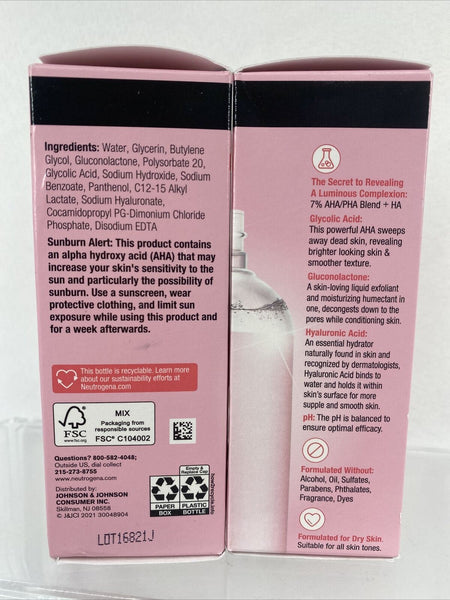 Ingredients: Water, Glycerin, Butylene
Glycol, Gluconolactone, Polysorbate 20,
Glycolic Acid, Sodium Hydroxide, Sodium
Benzoate, Panthenol, C12-15 Alkyl
Lactate, Sodium Hyaluronate,
Cocamidopropyl PG-Dimonium Chloride
Phosphate, Disodium EDTA
Sunburn Alert: This product contains
an alpha hydroxy acid (AHA) that may
increase your skin's sensitivity to the
sun and particularly the possibility of
sunburn. Use a sunscreen, wear
protective clothing, and limit sun
exposure while using this product and
for a week afterwards.
This bottle is recyclable. Learn more
about our sustainability efforts at
Neutrogena.com
FSC
www.fsc.org
MIX
Packaging from
responsible sources
FSC® C104002
Questions? 800-582-4048;
Outside US, dial collect
215-273-8755
www.neutrogena.com
Distributed by:
JOHNSON & JOHNSON
CONSUMER INC.
Skillman, NJ 08558
© J&JCI 2021 30048904
Empty &
Replace Cap
PAPER
BOX
PLASTIC
BOTTLE
how2recycle.info
LOT16821J
The Secret to Revealing
A Luminous Complexion:
7% AHA/PHA Blend + HA
Glycolic Acid:
This powerful AHA sweeps
away dead skin, revealing
brighter looking skin &
smoother texture.
Gluconolactone:
A skin-loving liquid exfoliant
and moisturizing humectant in
one, decongests down to the
pores while conditioning skin.
Hyaluronic Acid:
An essential hydrator
naturally found in skin and
recognized by dermatologists,
Hyaluronic Acid binds to
water and holds it within
skin's surface for more
supple and smooth skin.
pH: The pH is balanced to
ensure optimal efficacy.
Formulated Without:
Alcohol, Oil, Sulfates,
Parabens, Phthalates,
Fragrance, Dyes
Formulated for Dry Skin.
Suitable for all skin tones.